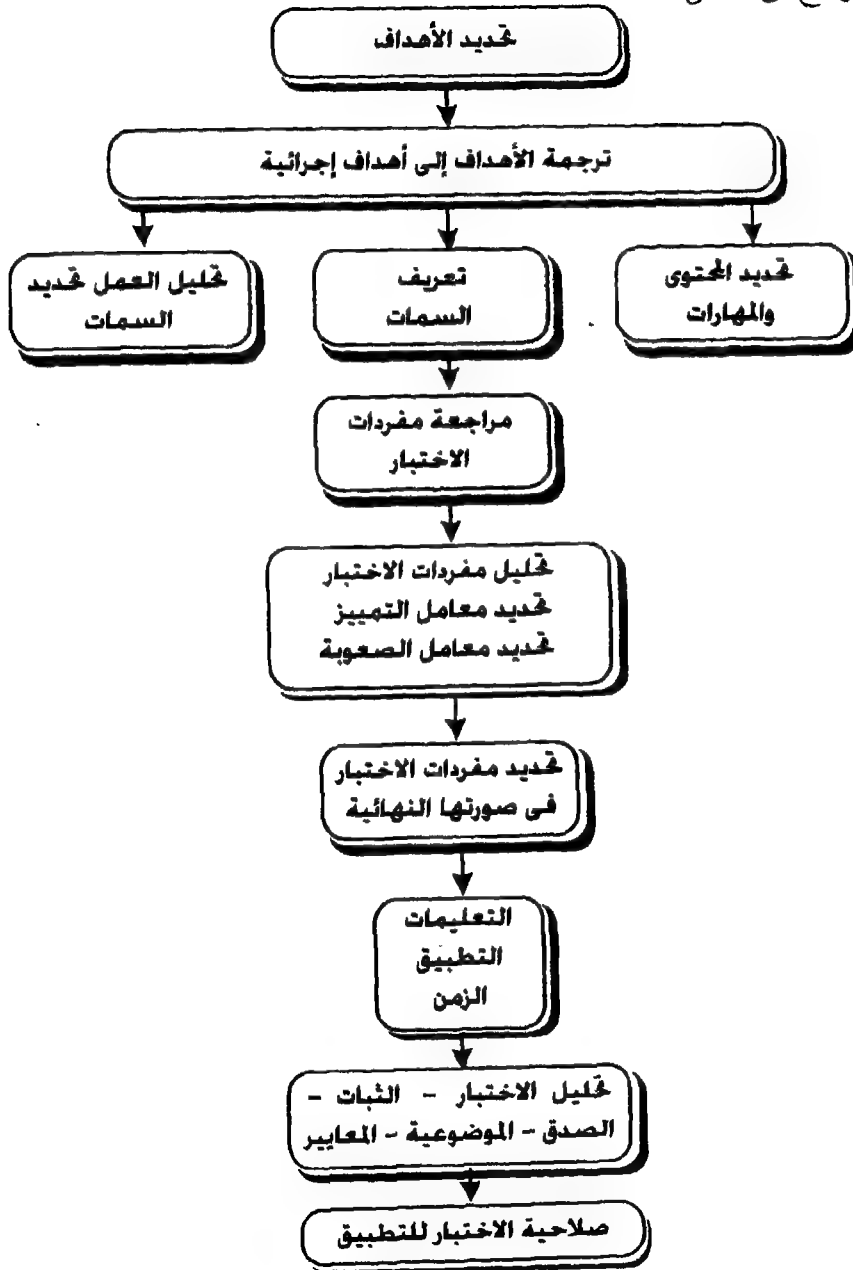 تحديد الأهداف
ترجمة الأهداف إلى أهداف إجرائية
تحديد المحتوى
والمهارات
تعريف
السمات
تحليل العمل تحديد
السمات
مراجعة مفردات
الاختبار
تحليل مفردات الاختبار
تحديد معامل التمييز
تحديد معامل الصعوبة
تحديد مفردات الاختبار
فى صورتها النهائية
التعليمات
التطبيق
الزمن
تحليل الاختبار - الثبات -
الصدق - الموضوعية - المعايير
صلاحية الاختبار للتطبيق